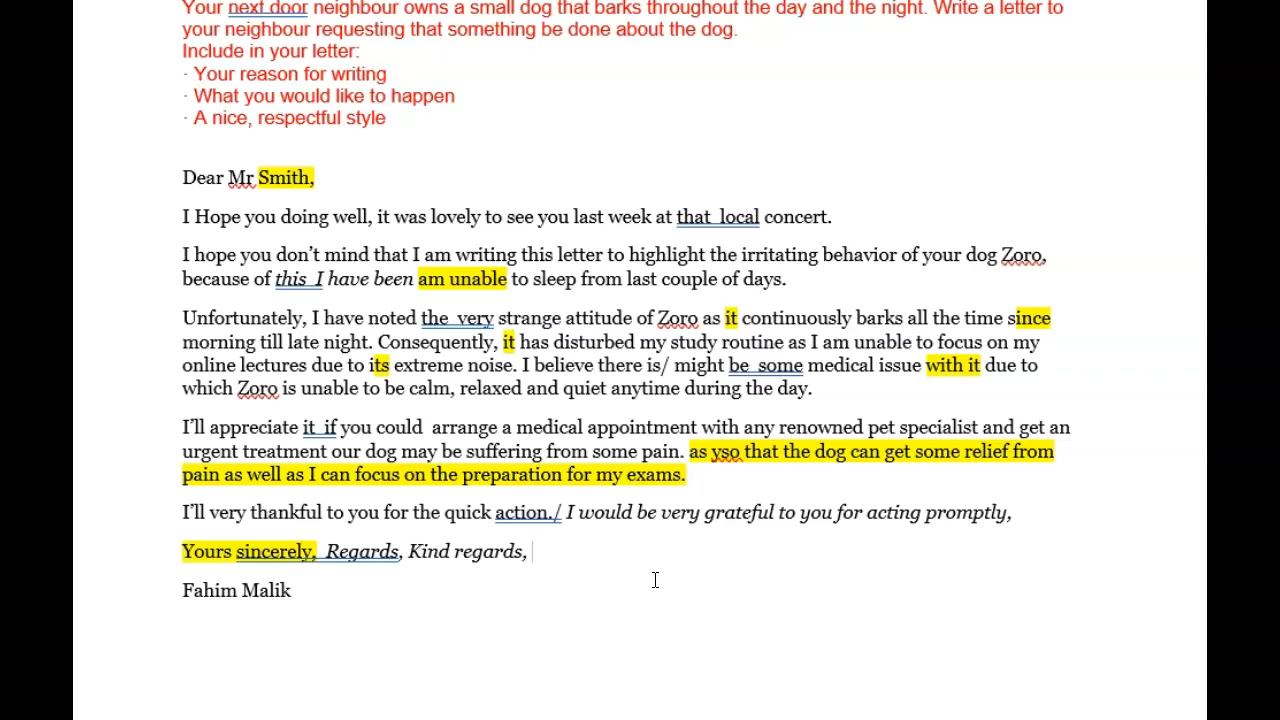 Your next door neighbour owns a small dog that barks throughout the day and the night. Write a letter to
your neighbour requesting that something be done about the dog.
Include in your letter:
· Your reason for writing
· What you would like to happen
· A nice, respectful style
Dear Mr Smith,
I Hope you doing well, it was lovely to see you last week at that  local concert.
I hope you don't mind that I am writing this letter to highlight the irritating behavior of your dog Zoro,
because of this  I have been am unable to sleep from last couple of days.
Unfortunately, I have noted the  very strange attitude of Zoro as it continuously barks all the time since
morning till late night. Consequently, it has disturbed my study routine as I am unable to focus on my
online lectures due to its extreme noise. I believe there is/ might be  some medical issue with it due to
which Zoro is unable to be calm, relaxed and quiet anytime during the day.
I'll appreciate it  if you could  arrange a medical appointment with any renowned pet specialist and get an
urgent treatment our dog may be suffering from some pain. as yso that the dog can get some relief from
pain as well as I can focus on the preparation for my exams.
I'll very thankful to you for the quick action./ I would be very grateful to you for acting promptly,
Yours sincerely,  Regards, Kind regards,
Fahim Malik